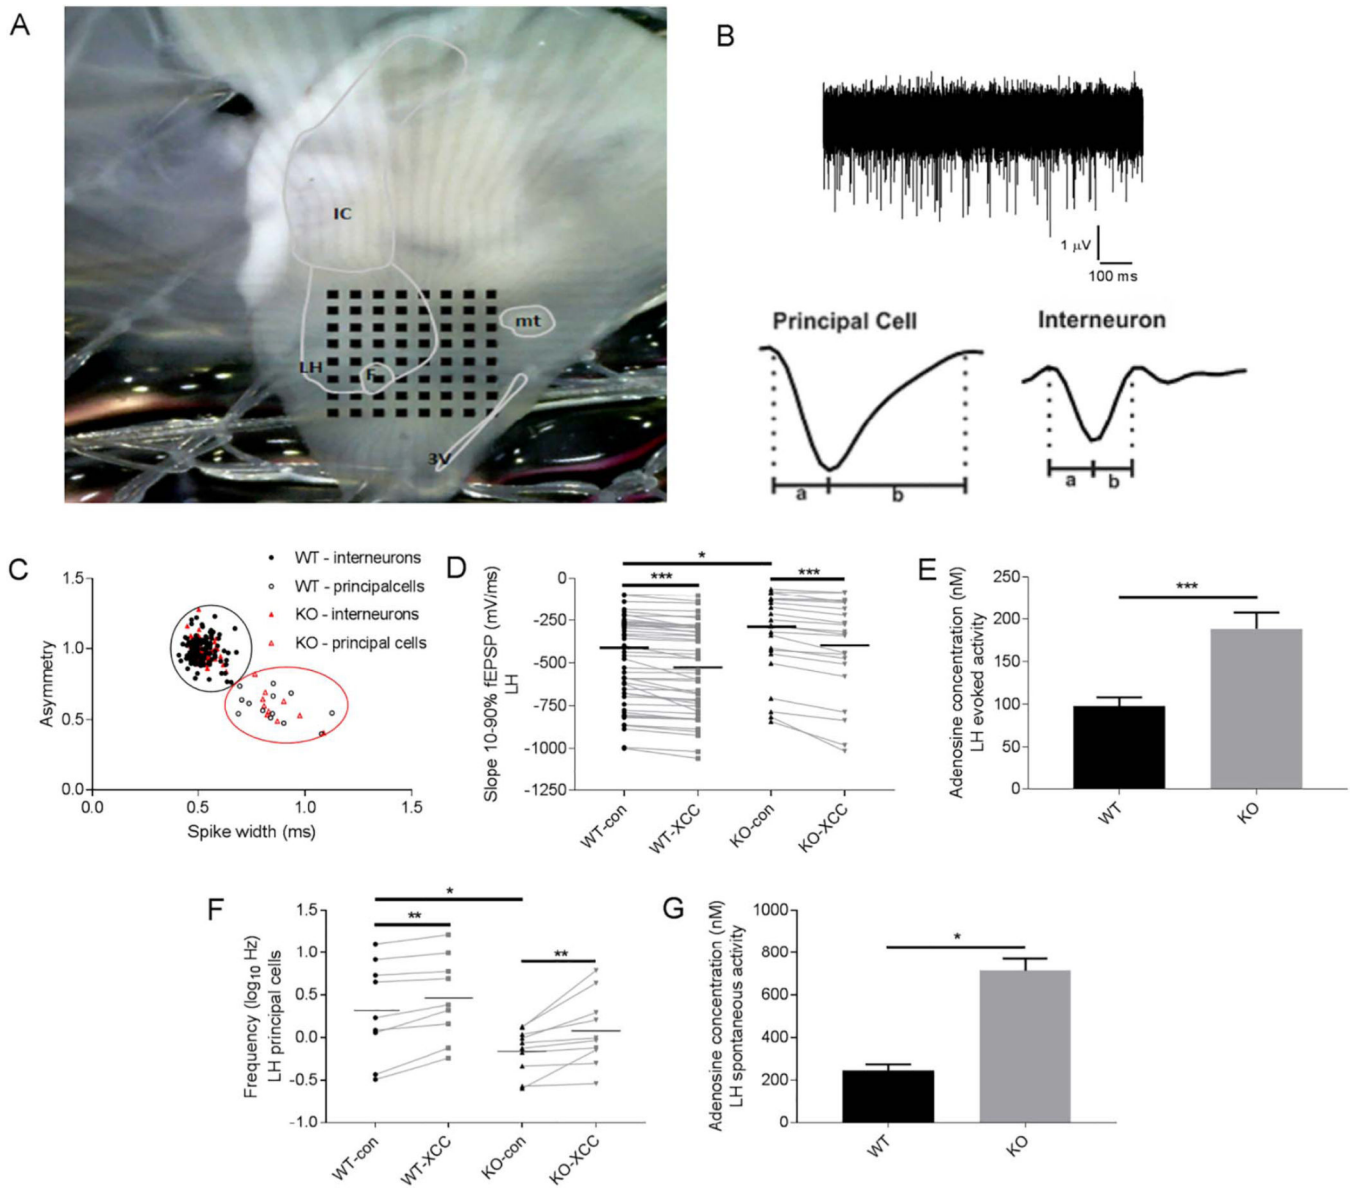 A
IC
mt
LH
F
3V
B
1 µV
100 ms
Principal Cell
Interneuron
a
b
a
b
C
WT - interneurons
WT - principalcells
KO - interneurons
KO - principal cells
Asymmetry
1.5
1.0
0.5
0.0
0.0
0.5
1.0
1.5
Spike width (ms)
D
Slope 10-90% fEPSP (mV/ms)
LH
*
***
***
0
-250
-500
-750
-1000
-1250
WT-con
WT-XCC
KO-con
KO-XCC
E
Adenosine concentration (nM)
LH evoked activity
***
250
200
150
100
50
0
WT
KO
F
Frequency (log10 Hz)
LH principal cells
*
**
**
1.5
1.0
0.5
0.0
-0.5
-1.0
WT-con
WT-XCC
KO-con
KO-XCC
G
Adenosine concentration (nM)
LH spontaneous activity
*
1000
800
600
400
200
0
WT
KO